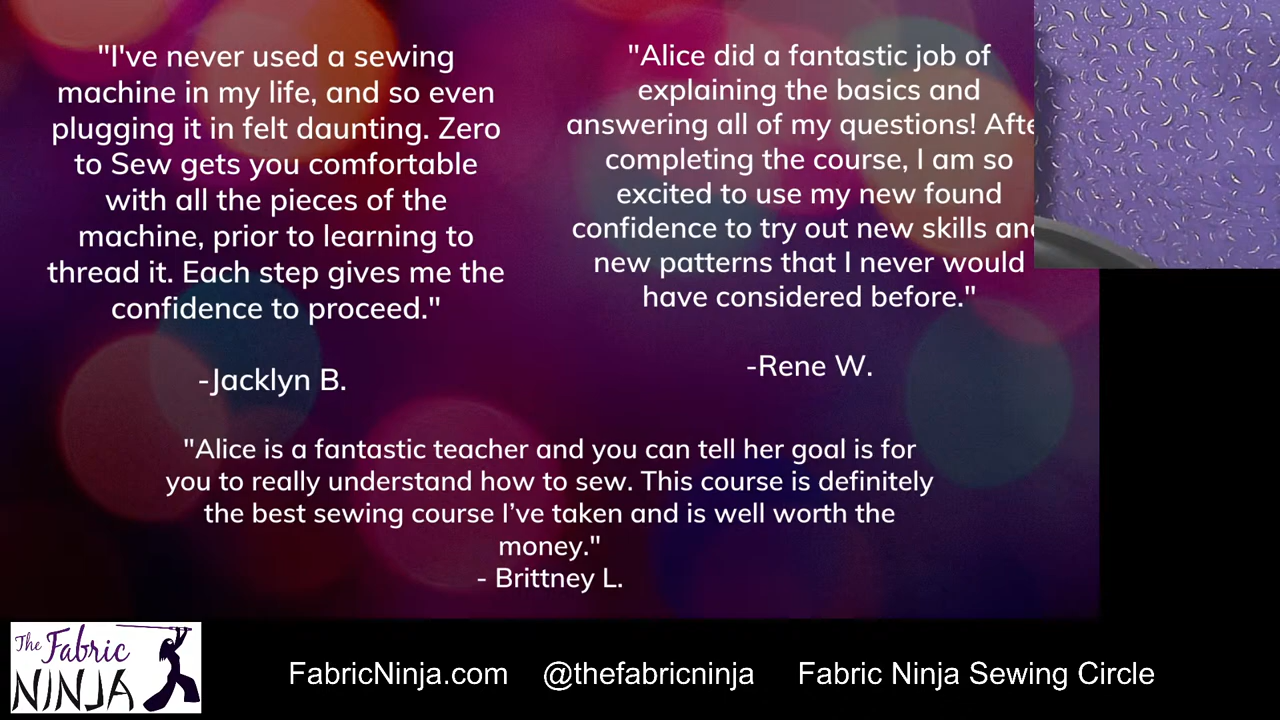 "I've never used a sewing
machine in my life, and so even
plugging it in felt daunting. Zero
to Sew gets you comfortable
with all the pieces of the
machine, prior to learning to
thread it. Each step gives me the
confidence to proceed."
-Jacklyn B.
"Alice did a fantastic job of
explaining the basics and
answering all of my questions!
completing the course, I am so
excited to use my new found
confidence to try out new skills
new patterns that I never would
have considered before."
-Rene W.
"Alice is a fantastic teacher and you can tell her goal is for
you to really understand how to sew. This course is definitely
the best sewing course I’ve taken and is well worth the
money."
- Brittney L.
The Fabric
NINJA
FabricNinja.com @thefabricninja Fabric Ninja Sewing Circle